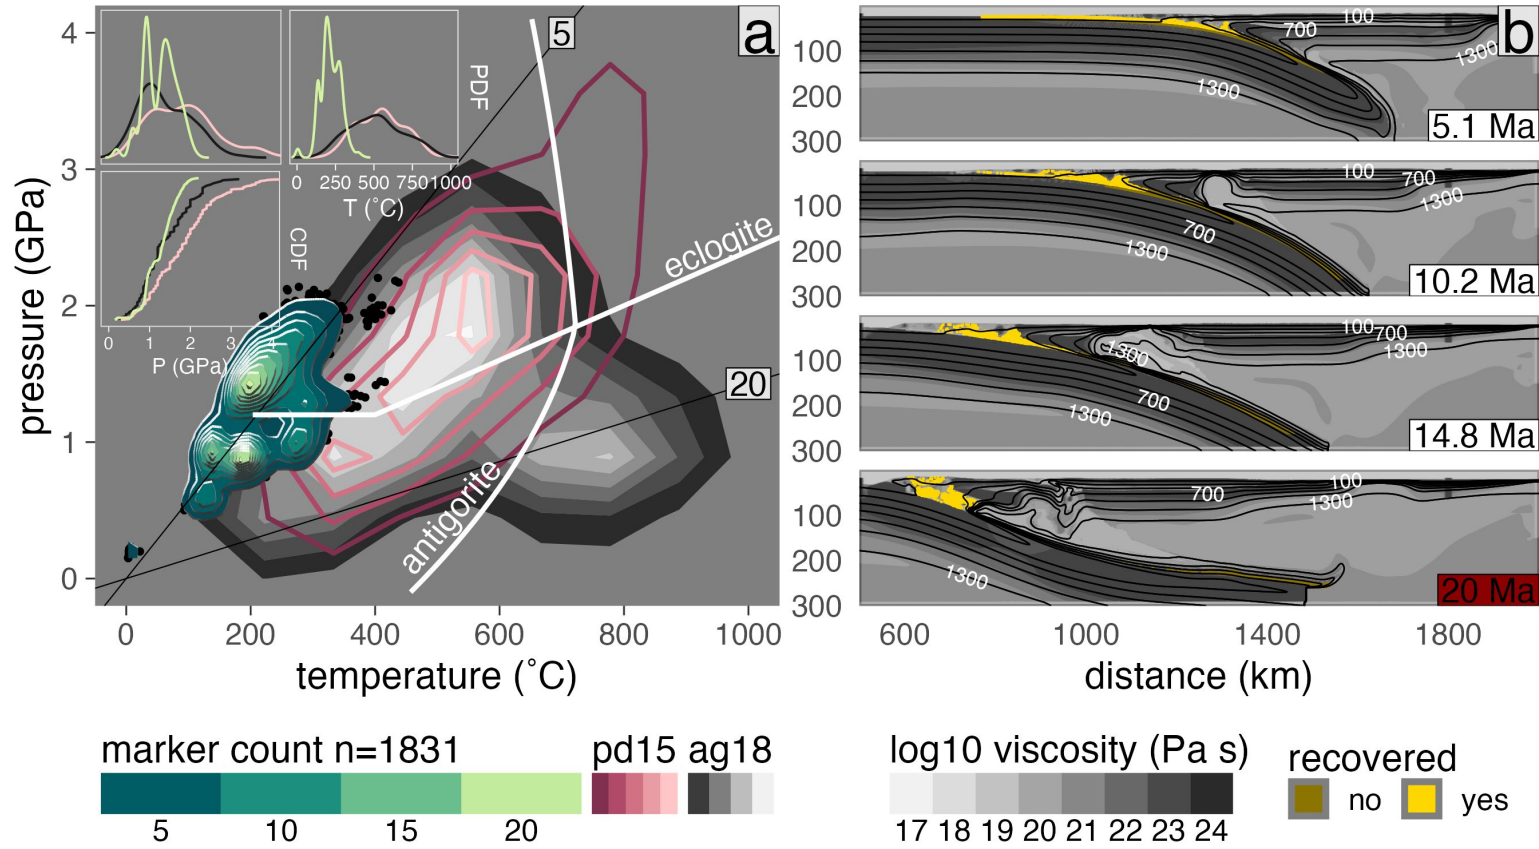 a
5
20
4
3
2
1
0
pressure (GPa)
0
200
400
600
800
1000
temperature (˚C)
eclogite
antigorite
PDF
0 250 500 750 1000
T (˚C)
CDF
0 1 2 3 4
P (GPa)
b
100
200
300
100
700
1300
1300
5.1 Ma
100
200
300
100
700
1300
700
1300
10.2 Ma
100
200
300
100
700
1300
1300
700
1300
14.8 Ma
100
200
300
100
700
1300
1300
20 Ma
600 1000 1400 1800
distance (km)
marker count n=1831
5 10 15 20
pd15
ag18
log10 viscosity (Pa s)
17 18 19 20 21 22 23 24
recovered
no yes